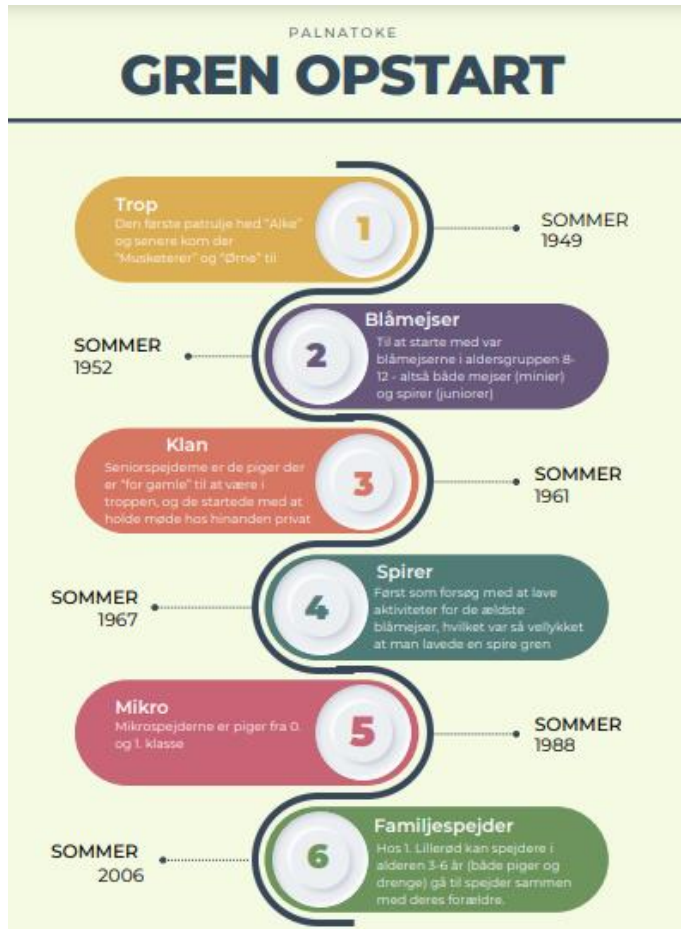 PALNATOKE
GREN OPSTART
Trop
Den første patrulje hed "Alke"
og senere kom der
"Musketerer" og "Ørne" til
1
SOMMER
1949
SOMMER
1952
2
Blåmejser
Til at starte med var
blåmejserne i aldersgruppen 8-
12 - altså både mejser (minier)
og spirer (juniorer)
Klan
Seniorspejderne er de piger der
er "for gamle" til at være i
troppen, og de startede med at
holde møde hos hinanden privat
3
SOMMER
1961
SOMMER
1967
4
Spirer
Først som forsøg med at lave
aktiviteter for de ældste
blåmejser, hvilket var så vellykket
at man lavede en spire gren
Mikro
Mikrospejderne er piger fra 0.
og 1. klasse
5
SOMMER
1988
SOMMER
2006
6
Familjespejder
Hos 1. Lillerød kan spejdere i
alderen 3-6 år (både piger og
drenge) gå til spejder sammen
med deres forældre.